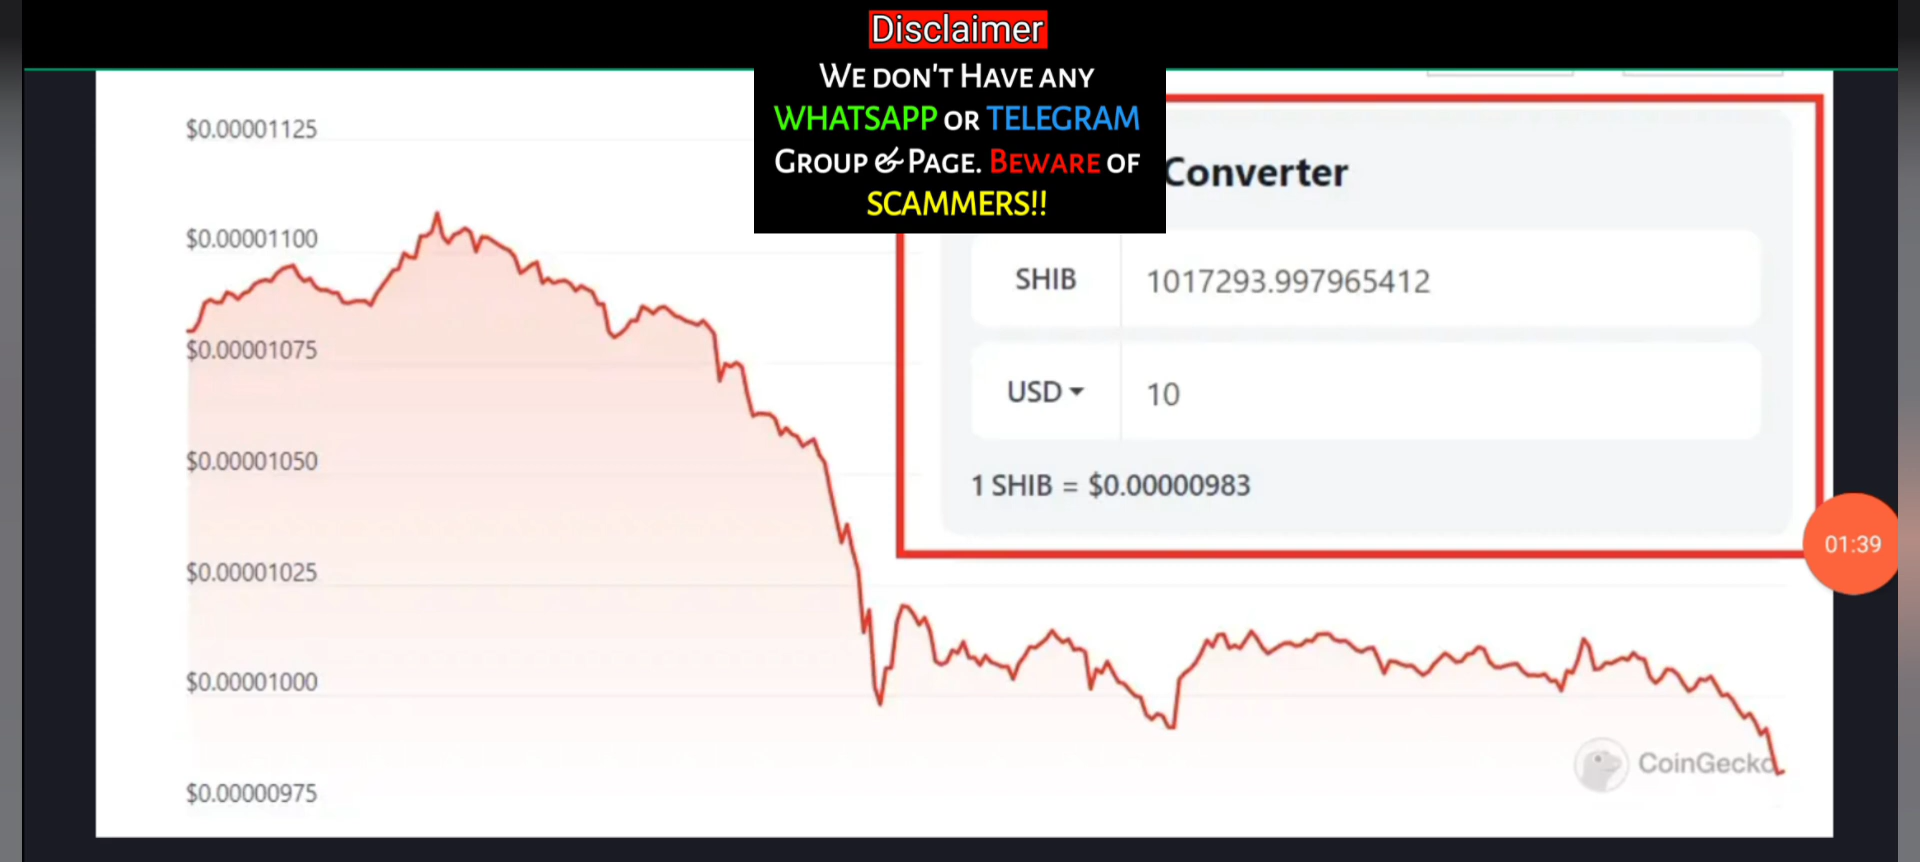 Disclaimer
WE DON'T HAVE ANY
WHATSAPP OR TELEGRAM
GROUP & PAGE. BEWARE OF
SCAMMERS!!
Converter
SHIB 1017293.997965412
USD 10
1 SHIB = $0.00000983
01:39
$0.00001125
$0.00001100
$0.00001075
$0.00001050
$0.00001025
$0.00001000
$0.00000975
CoinGecko